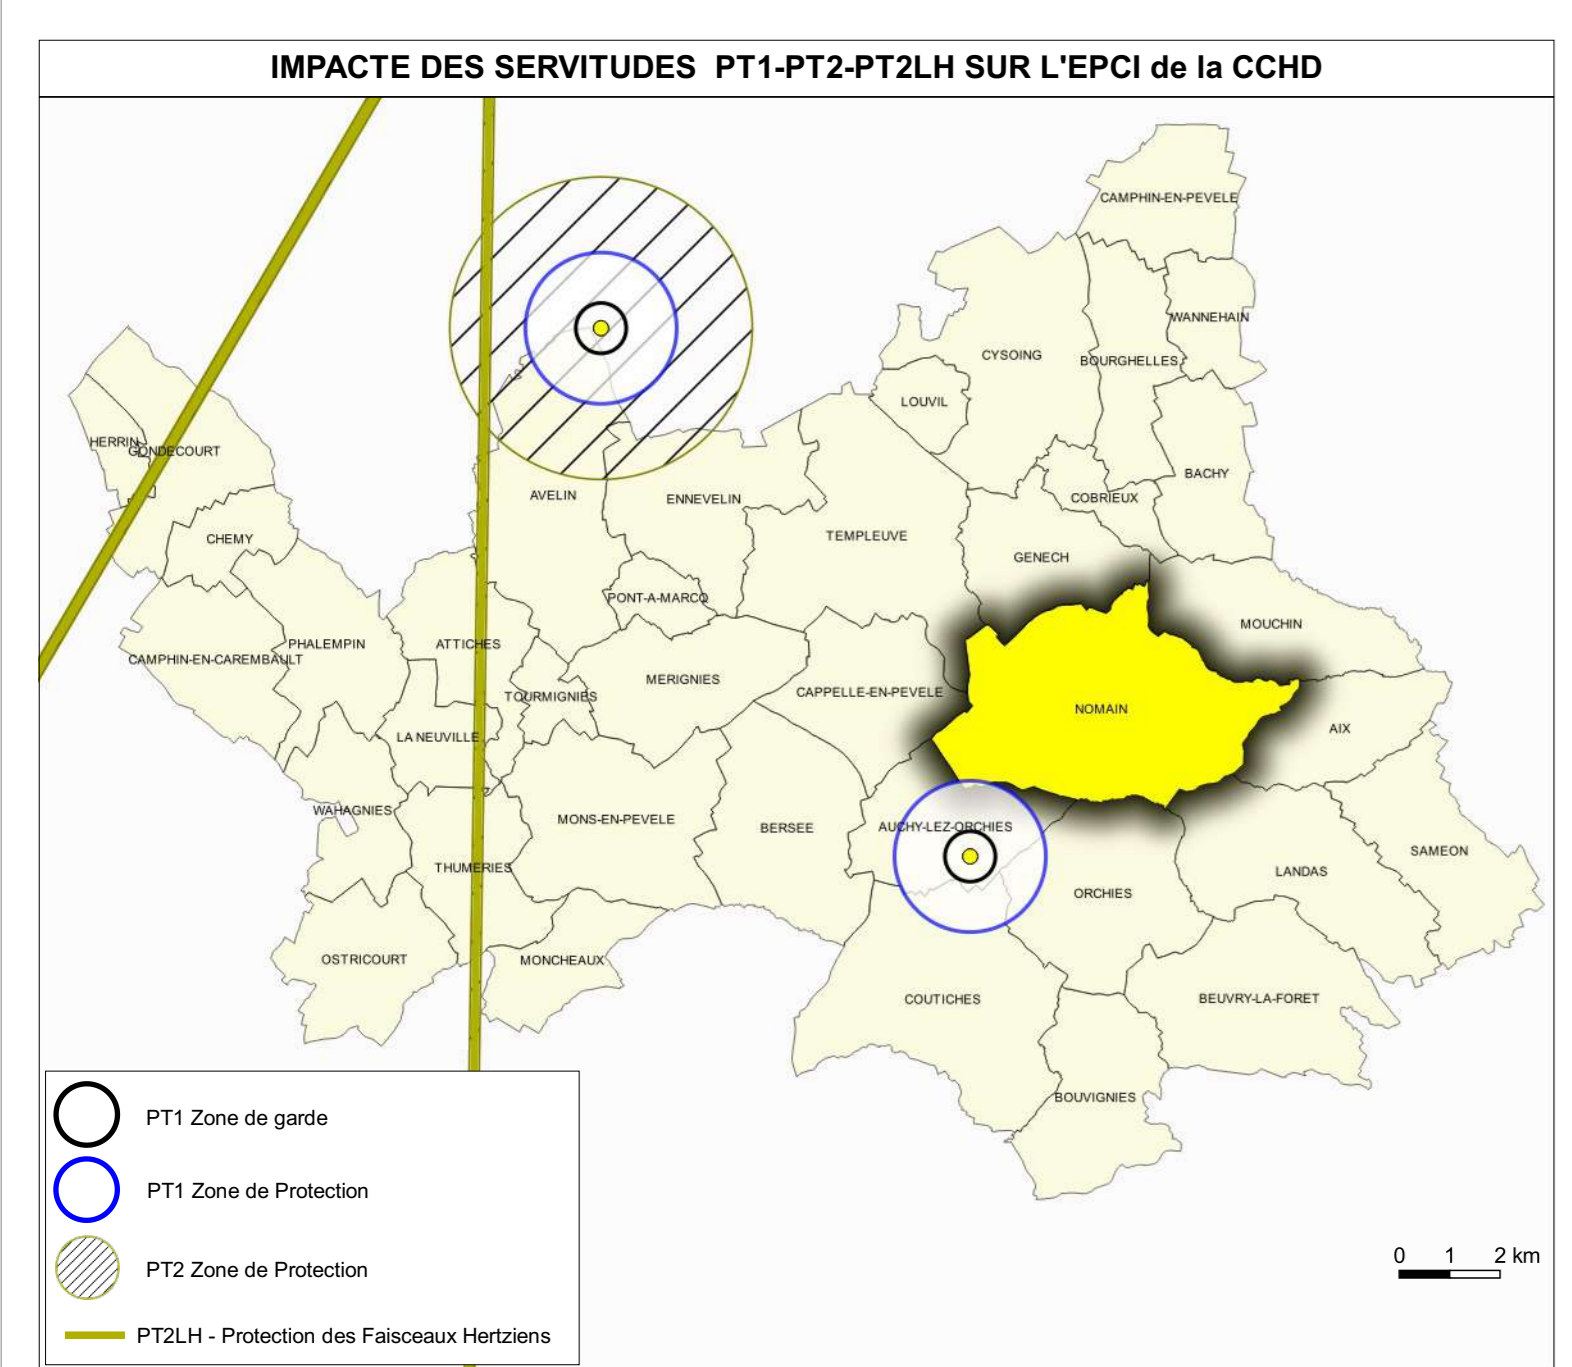 IMPACTE DES SERVITUDES PT1-PT2-PT2LH SUR L'EPCI de la CCHD
CAMPHIN-EN-PEVELE
WANNEHAIN
CYSOING
BOURGHELLES
LOUVIL
HERRIN
GONDECOURT
BACHY
AVELIN
ENNEVELIN
COBRIEUX
CHEMY
TEMPLEUVE
GENECH
PONT-A-MARCQ
MOUCHIN
PHALEMPIN
ATTICHES
CAMPHIN-EN-CAREMBAULT
MERIGNIES
TOURMIGNIES
CAPPELLE-EN-PEVELE
NOMAIN
AIX
LA NEUVILLE
WAHAGNIES
MONS-EN-PEVELE
BERSEE
AUCHY-LEZ-ORCHIES
SAMEON
THUMERIES
LANDAS
ORCHIES
OSTRICOURT
MONCHEAUX
COUTICHES
BEUVRY-LA-FORET
BOUVIGNIES
PT1 Zone de garde
PT1 Zone de Protection
PT2 Zone de Protection
PT2LH - Protection des Faisceaux Hertziens
0 1 2 km